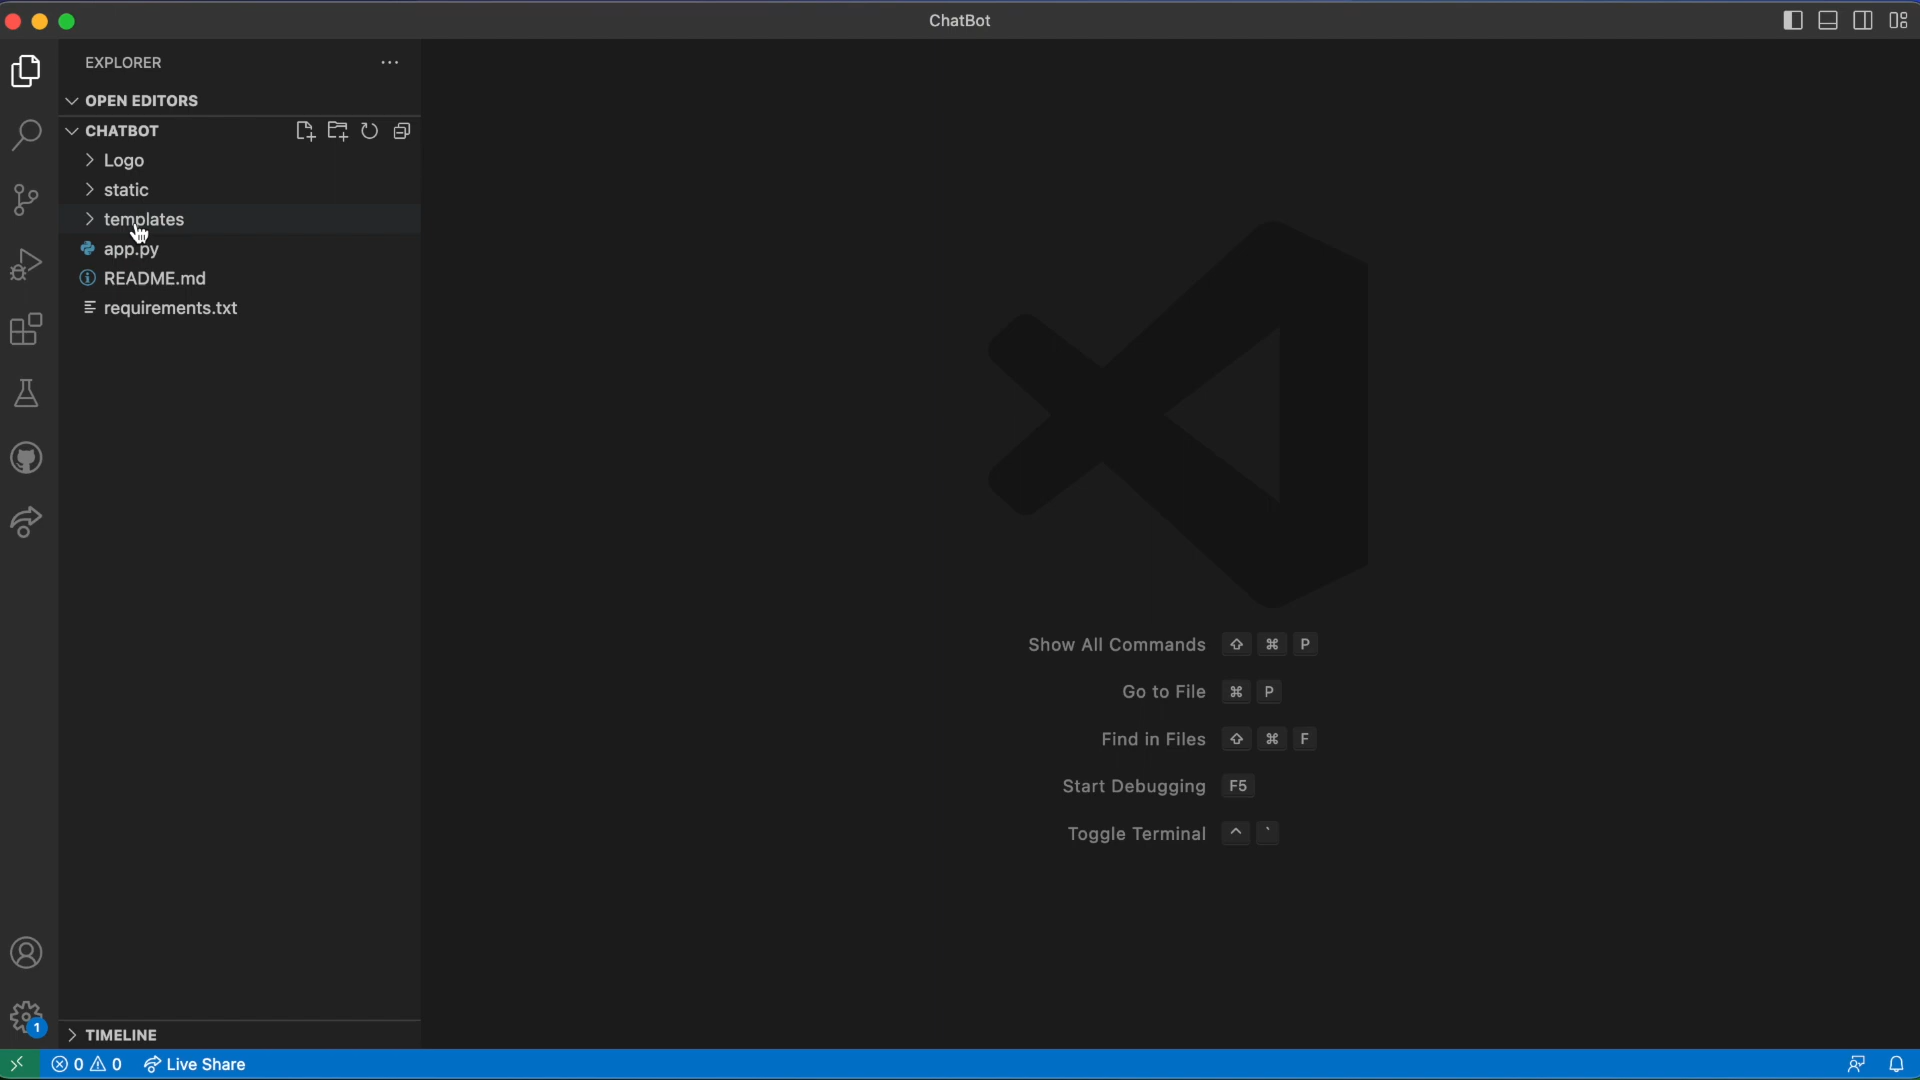 ChatBot
EXPLORER
OPEN EDITORS
CHATBOT
Logo
static
templates
app.py
README.md
requirements.txt
Show All Commands ⇧ ⌘ P
Go to File ⌘ P
Find in Files ⇧ ⌘ F
Start Debugging F5
Toggle Terminal ^ `
1
TIMELINE
0 0 Live Share